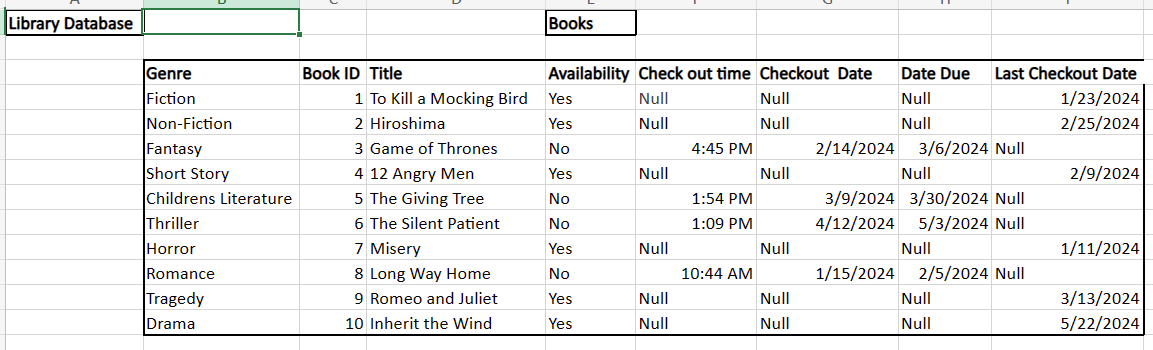 Library Database Books
Genre Book ID Title Availability Check out time Checkout  Date Date Due Last Checkout Date
Fiction 1 To Kill a Mocking Bird Yes Null Null Null 1/23/2024
Non-Fiction 2 Hiroshima Yes Null Null Null 2/25/2024
Fantasy 3 Game of Thrones No 4:45 PM 2/14/2024 3/6/2024 Null
Short Story 4 12 Angry Men Yes Null Null Null 2/9/2024
Childrens Literature 5 The Giving Tree No 1:54 PM 3/9/2024 3/30/2024 Null
Thriller 6 The Silent Patient No 1:09 PM 4/12/2024 5/3/2024 Null
Horror 7 Misery Yes Null Null Null 1/11/2024
Romance 8 Long Way Home No 10:44 AM 1/15/2024 2/5/2024 Null
Tragedy 9 Romeo and Juliet Yes Null Null Null 3/13/2024
Drama 10 Inherit the Wind Yes Null Null Null 5/22/2024